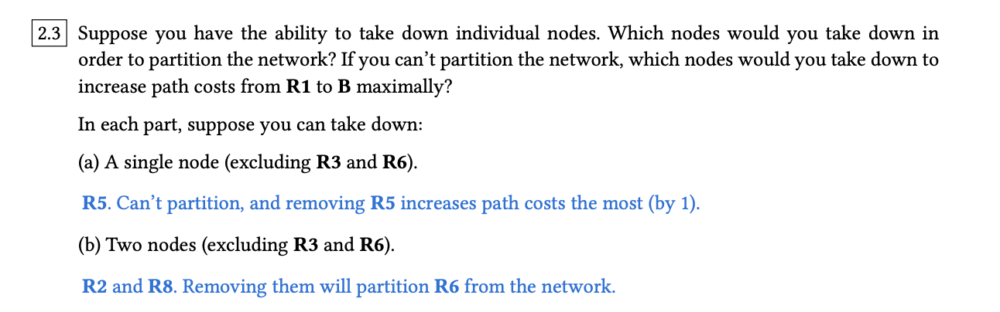 2.3 Suppose you have the ability to take down individual nodes. Which nodes would you take down in
order to partition the network? If you can’t partition the network, which nodes would you take down to
increase path costs from R1 to B maximally?
In each part, suppose you can take down:
(a) A single node (excluding R3 and R6).
R5. Can’t partition, and removing R5 increases path costs the most (by 1).
(b) Two nodes (excluding R3 and R6).
R2 and R8. Removing them will partition R6 from the network.